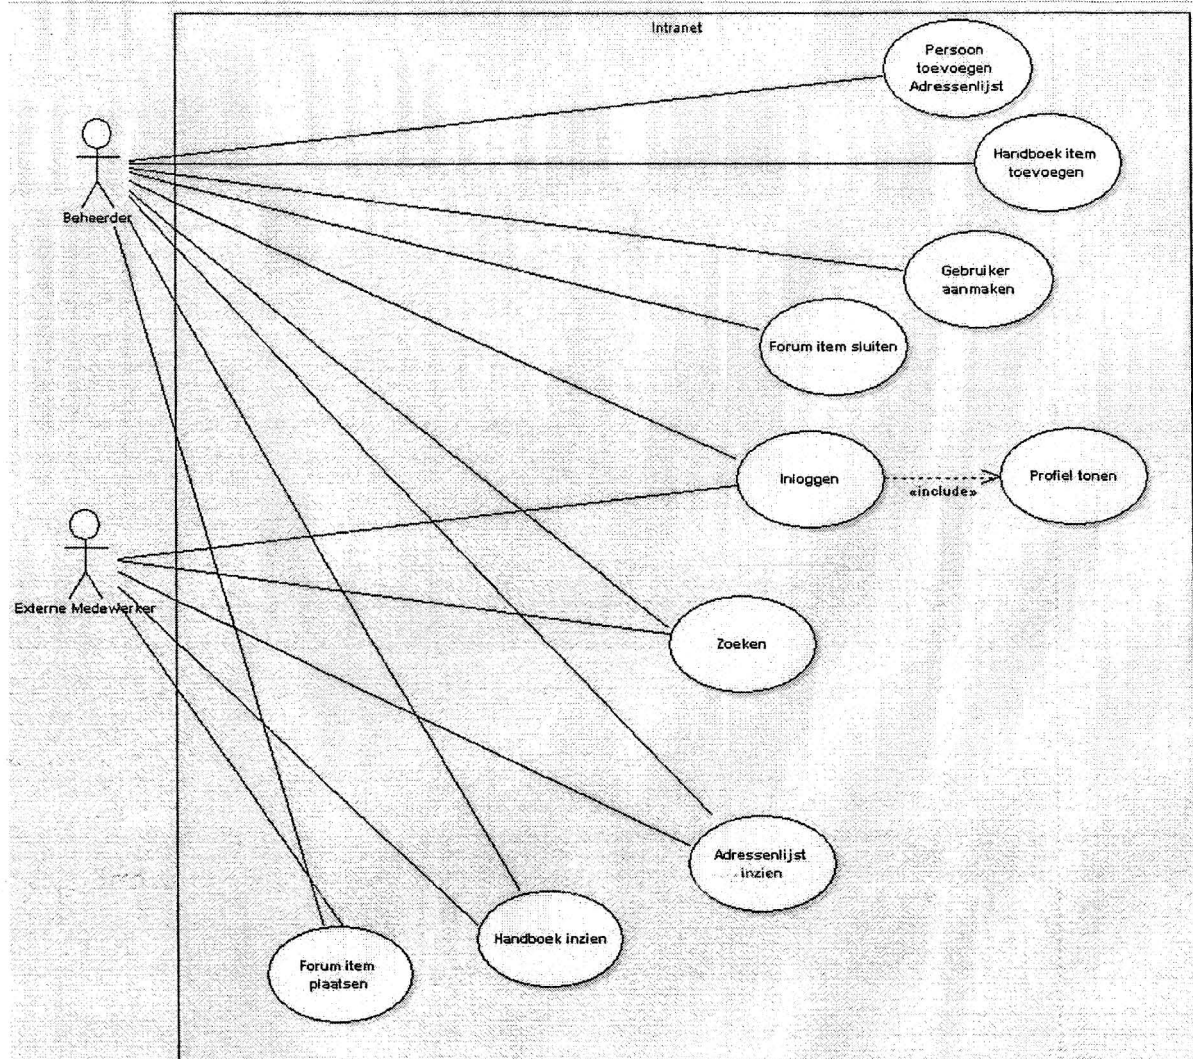 Intranet
Persoon
toevoegen
Adressenlijst
Handboek item
toevoegen
Beheerder
Gebruiker
aanmaken
Forum item sluiten
Inloggen
«include»
Profiel tonen
Externe Medewerker
Zoeken
Adressenlijst
inzien
Handboek inzien
Forum item
plaatsen